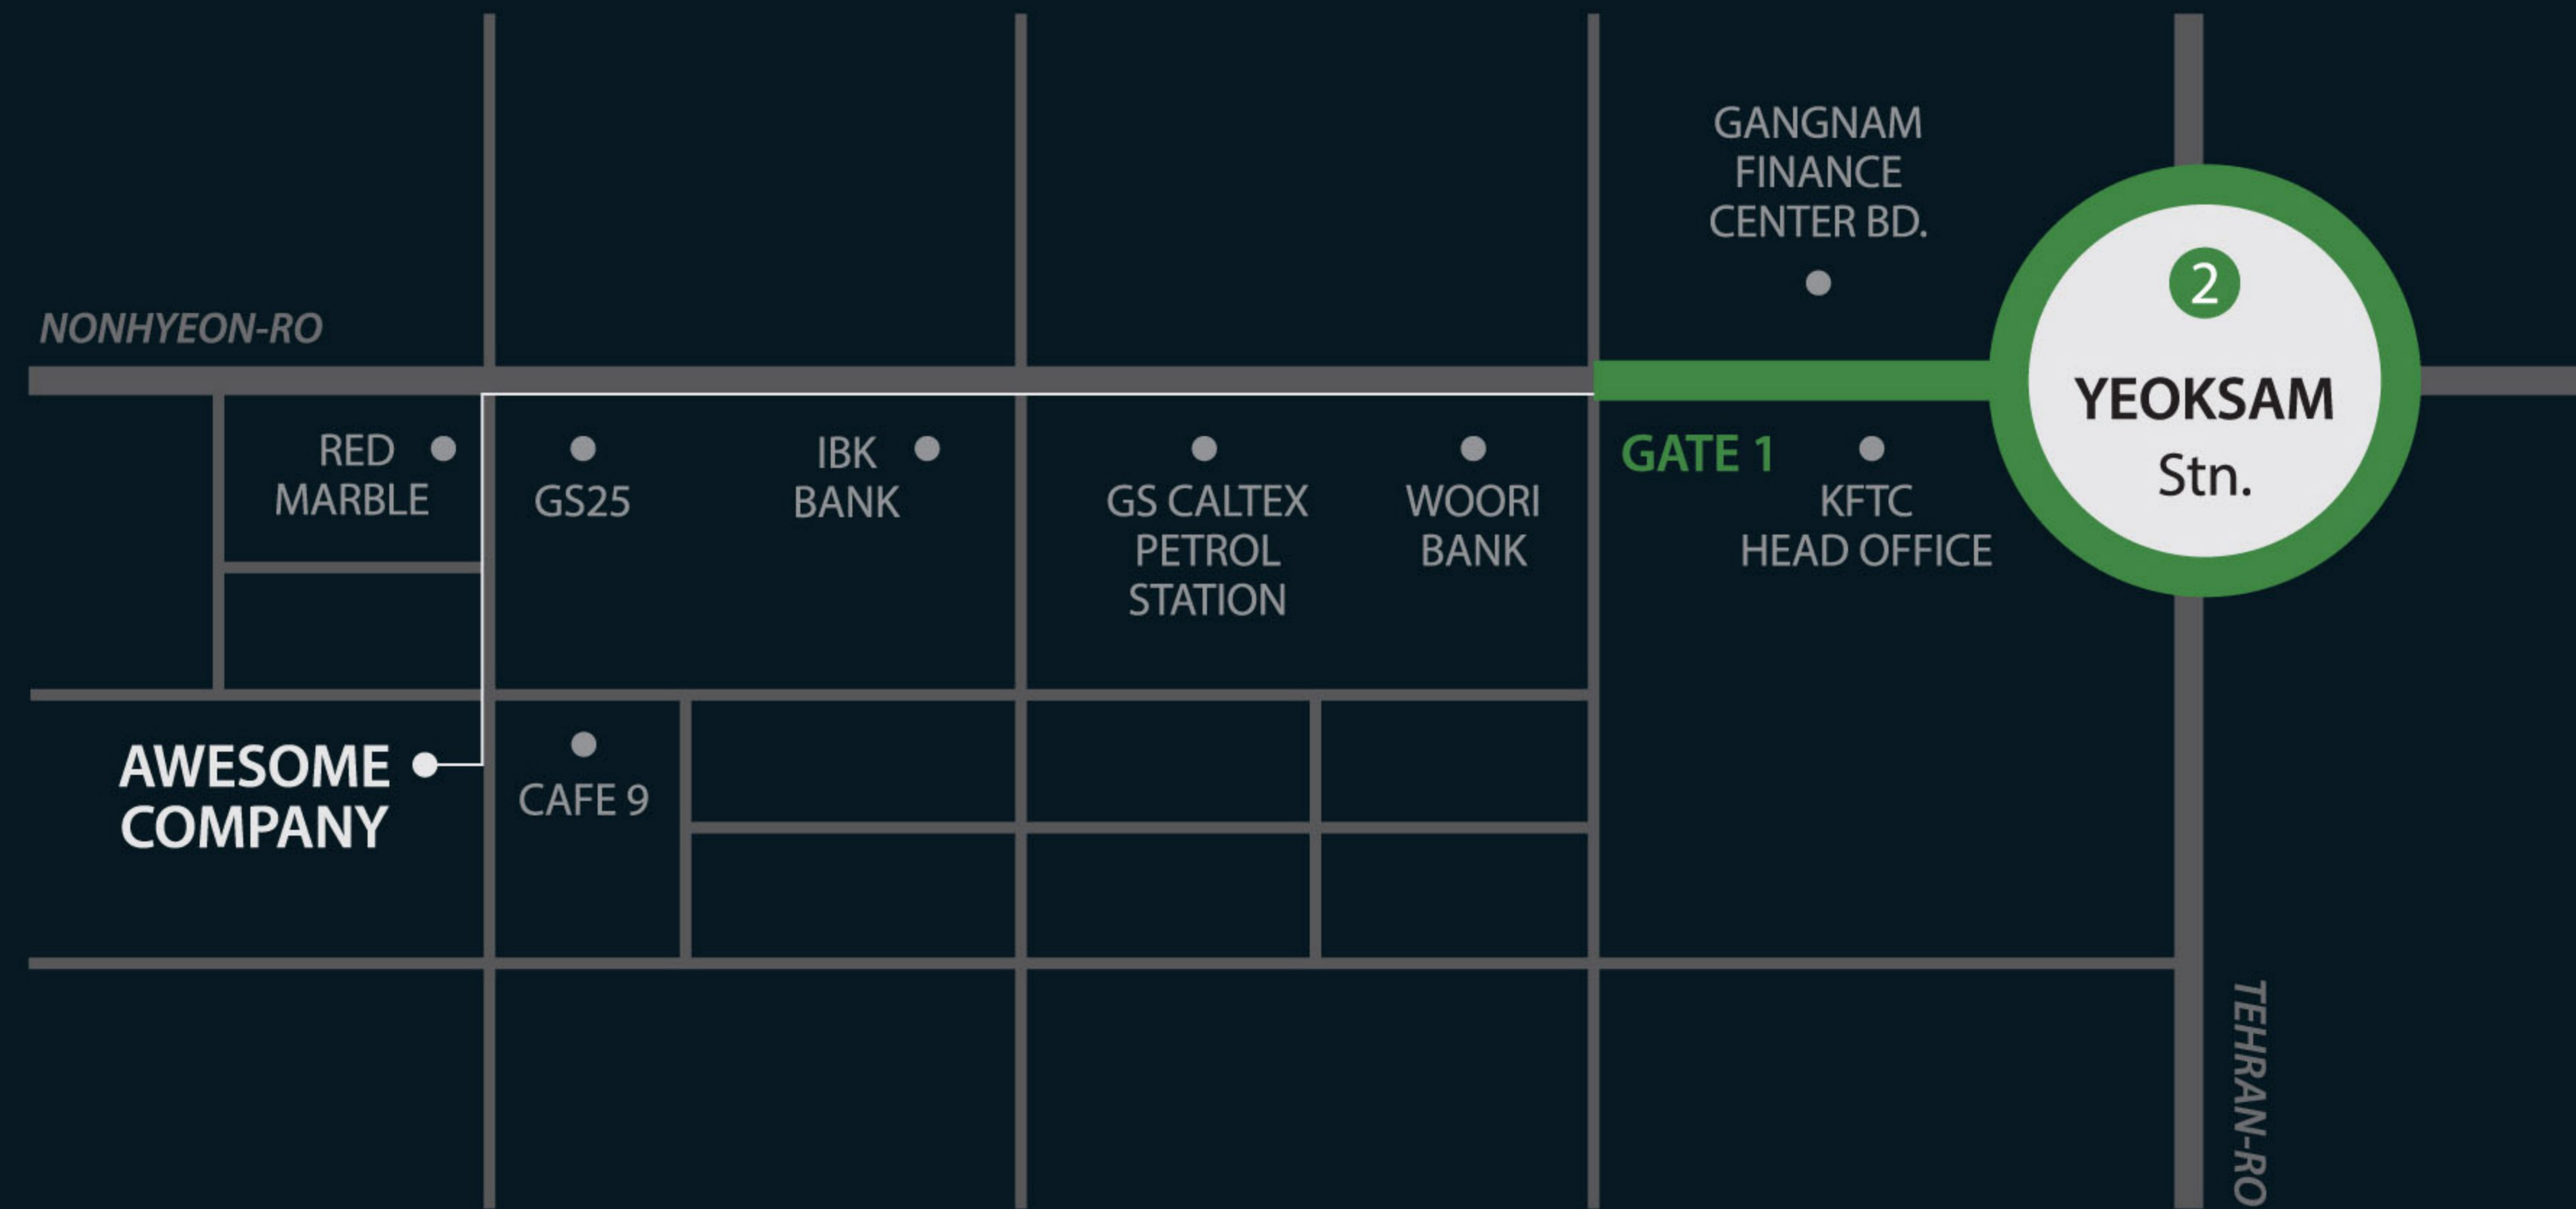 GANGNAM
FINANCE
CENTER BD.
2
YEOKSAM
Stn.
NONHYEON-RO
RED
MARBLE
GS25
IBK
BANK
GS CALTEX
PETROL
STATION
WOORI
BANK
GATE 1
KFTC
HEAD OFFICE
AWESOME
COMPANY
CAFE 9
TEHRAN-RO